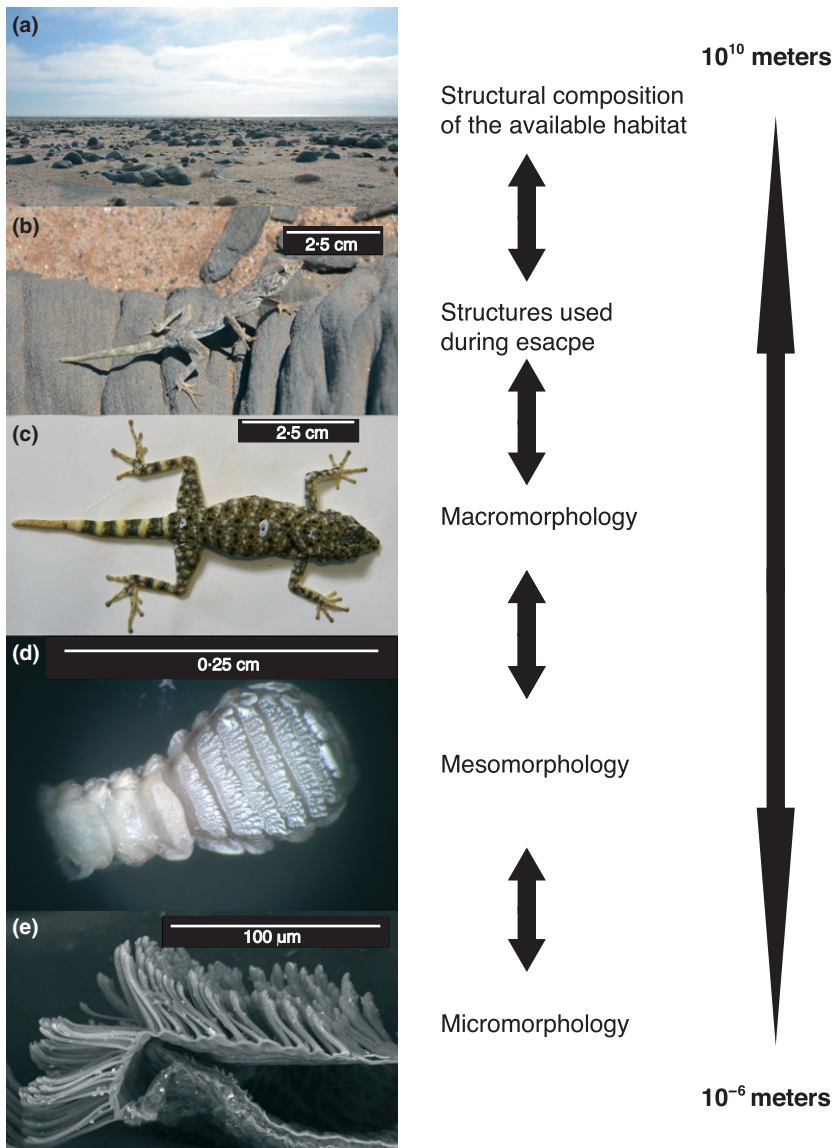 (a)
10¹⁰ meters
Structural composition
of the available habitat
(b)
2·5 cm
Structures used
during esacpe
(c)
2·5 cm
Macromorphology
(d)
0·25 cm
Mesomorphology
(e)
100 µm
Micromorphology
10⁻⁶ meters